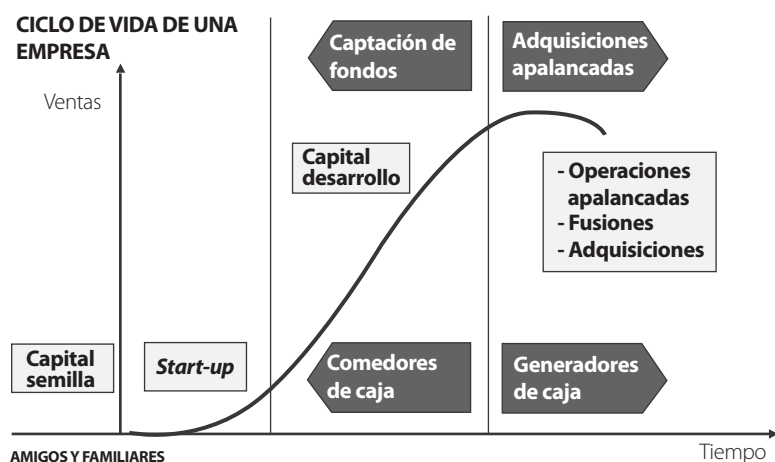 CICLO DE VIDA DE UNA
EMPRESA
Ventas
Captación de
fondos
Adquisiciones
apalancadas
Capital
desarrollo
- Operaciones
apalancadas
- Fusiones
- Adquisiciones
Capital
semilla
Start-up
Comedores
de caja
Generadores
de caja
AMIGOS Y FAMILIARES
Tiempo